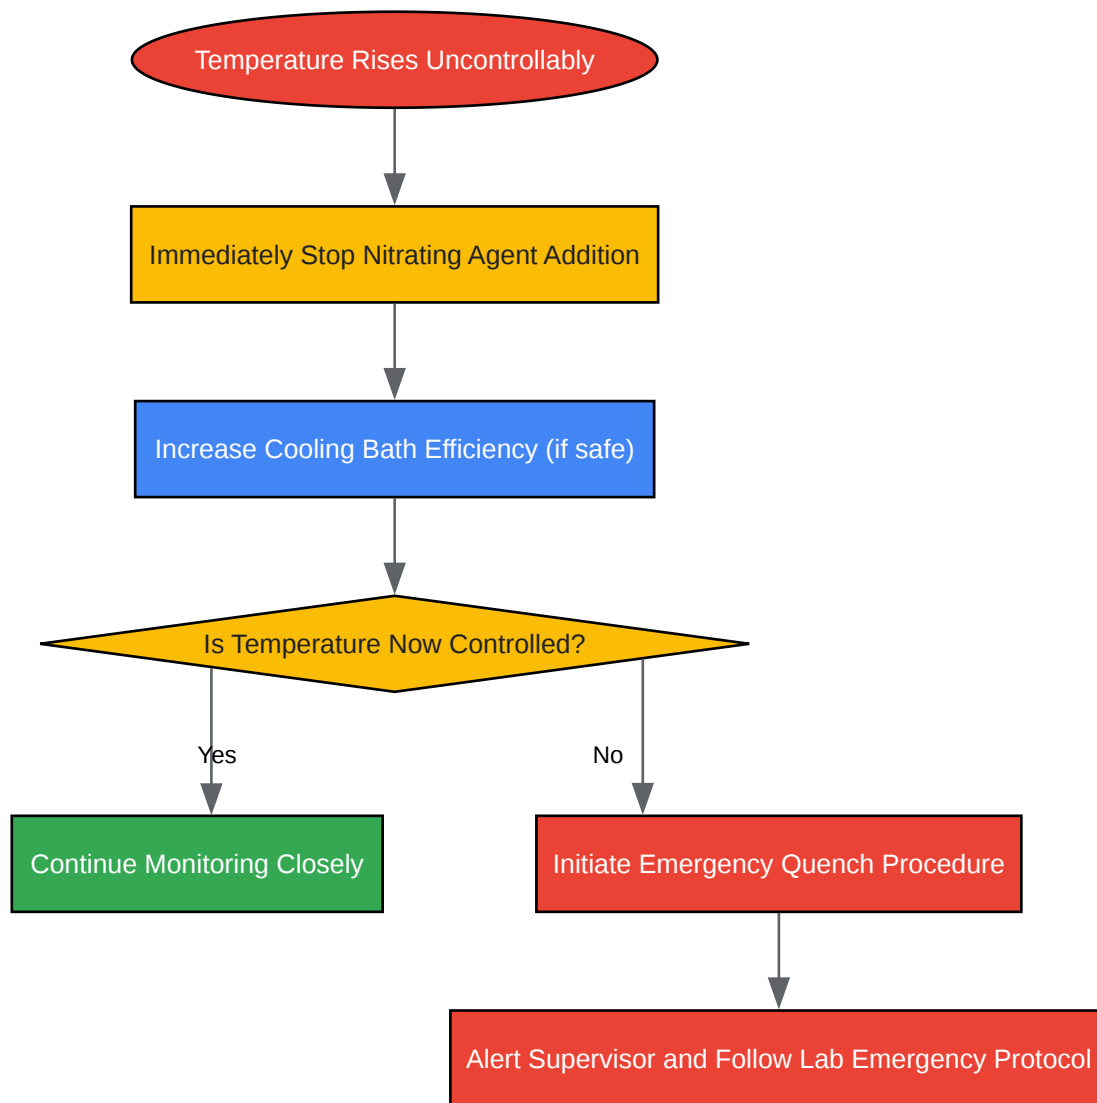 Temperature Rises Uncontrollably
Immediately Stop Nitrating Agent Addition
Increase Cooling Bath Efficiency (if safe)
Is Temperature Now Controlled?
Yes
No
Continue Monitoring Closely
Initiate Emergency Quench Procedure
Alert Supervisor and Follow Lab Emergency Protocol